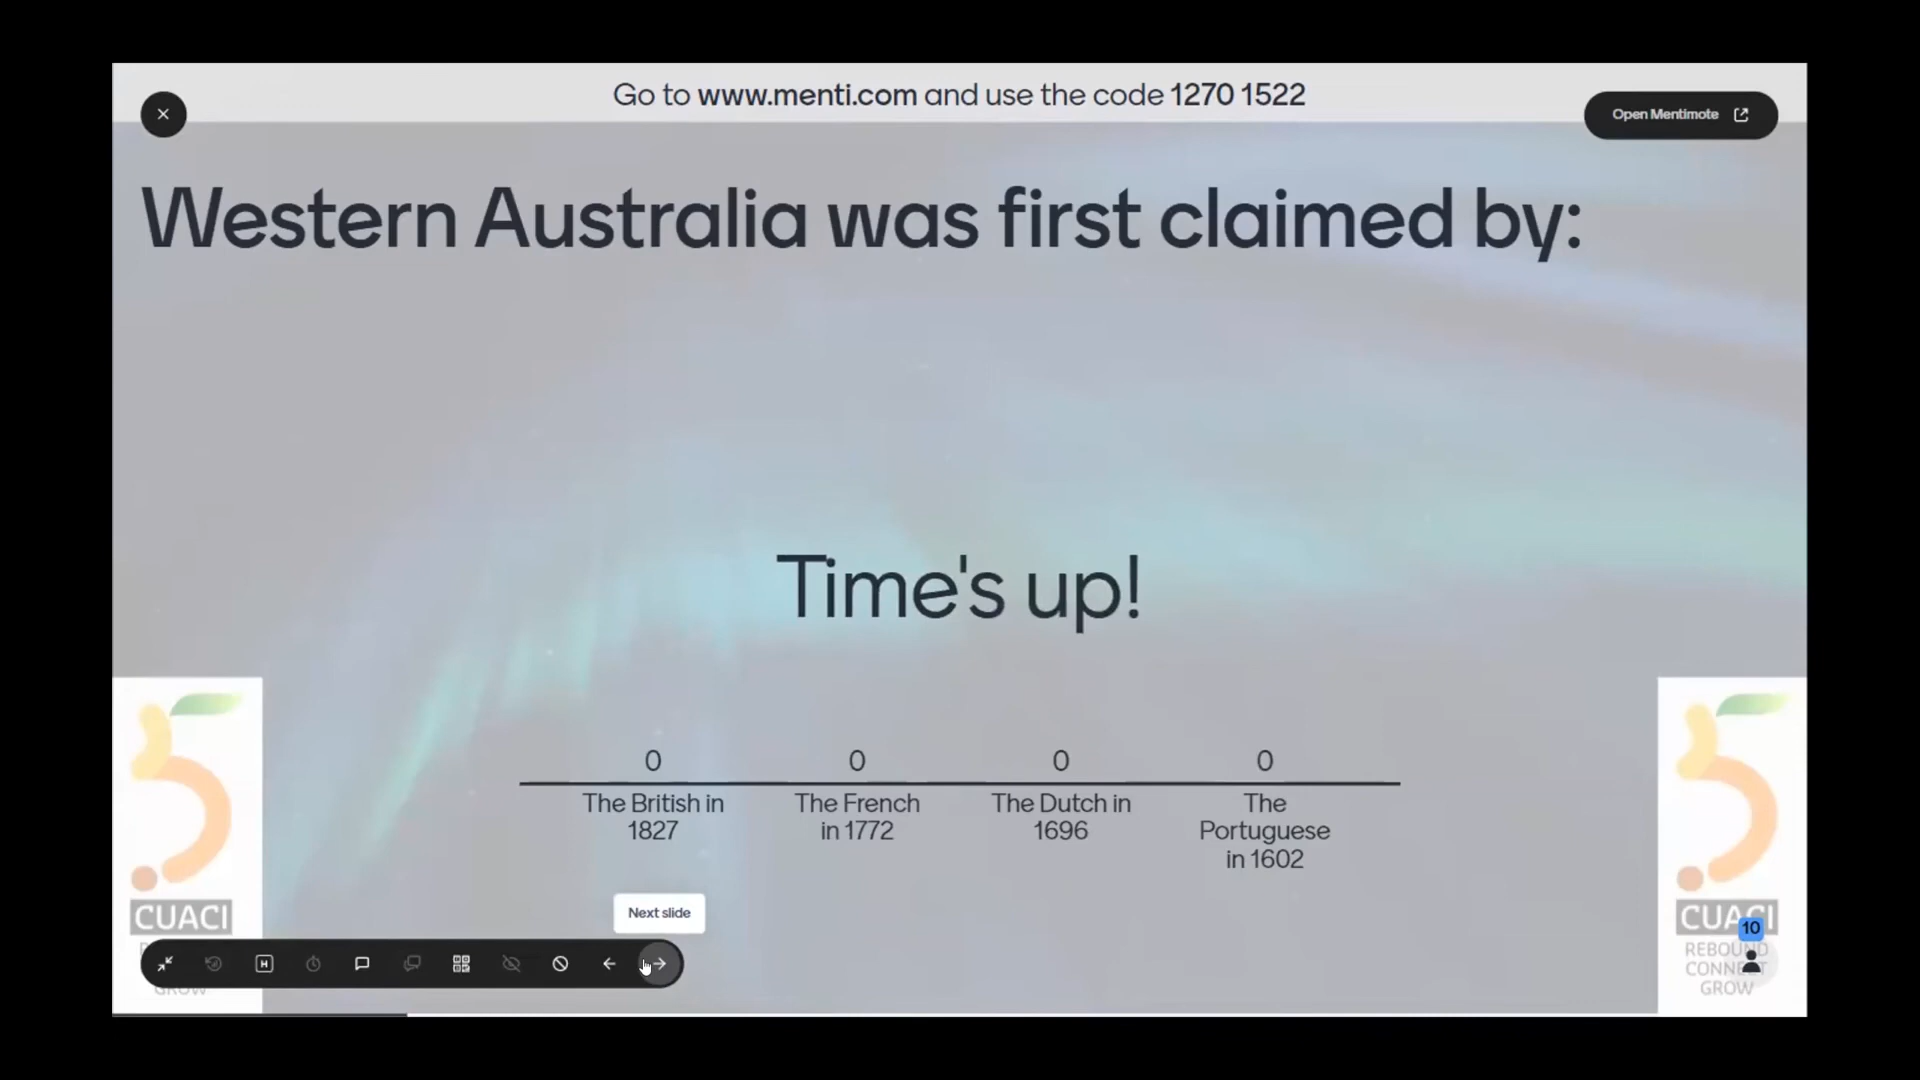 Go to www.menti.com and use the code 1270 1522
Open Mentimote
Western Australia was first claimed by:
Time's up!
0
0
0
0
The British in
1827
The French
in 1772
The Dutch in
1696
The
Portuguese
in 1602
Next slide
CUACI
GROW
CUACI
REBOUND
CONNECT
GROW
10